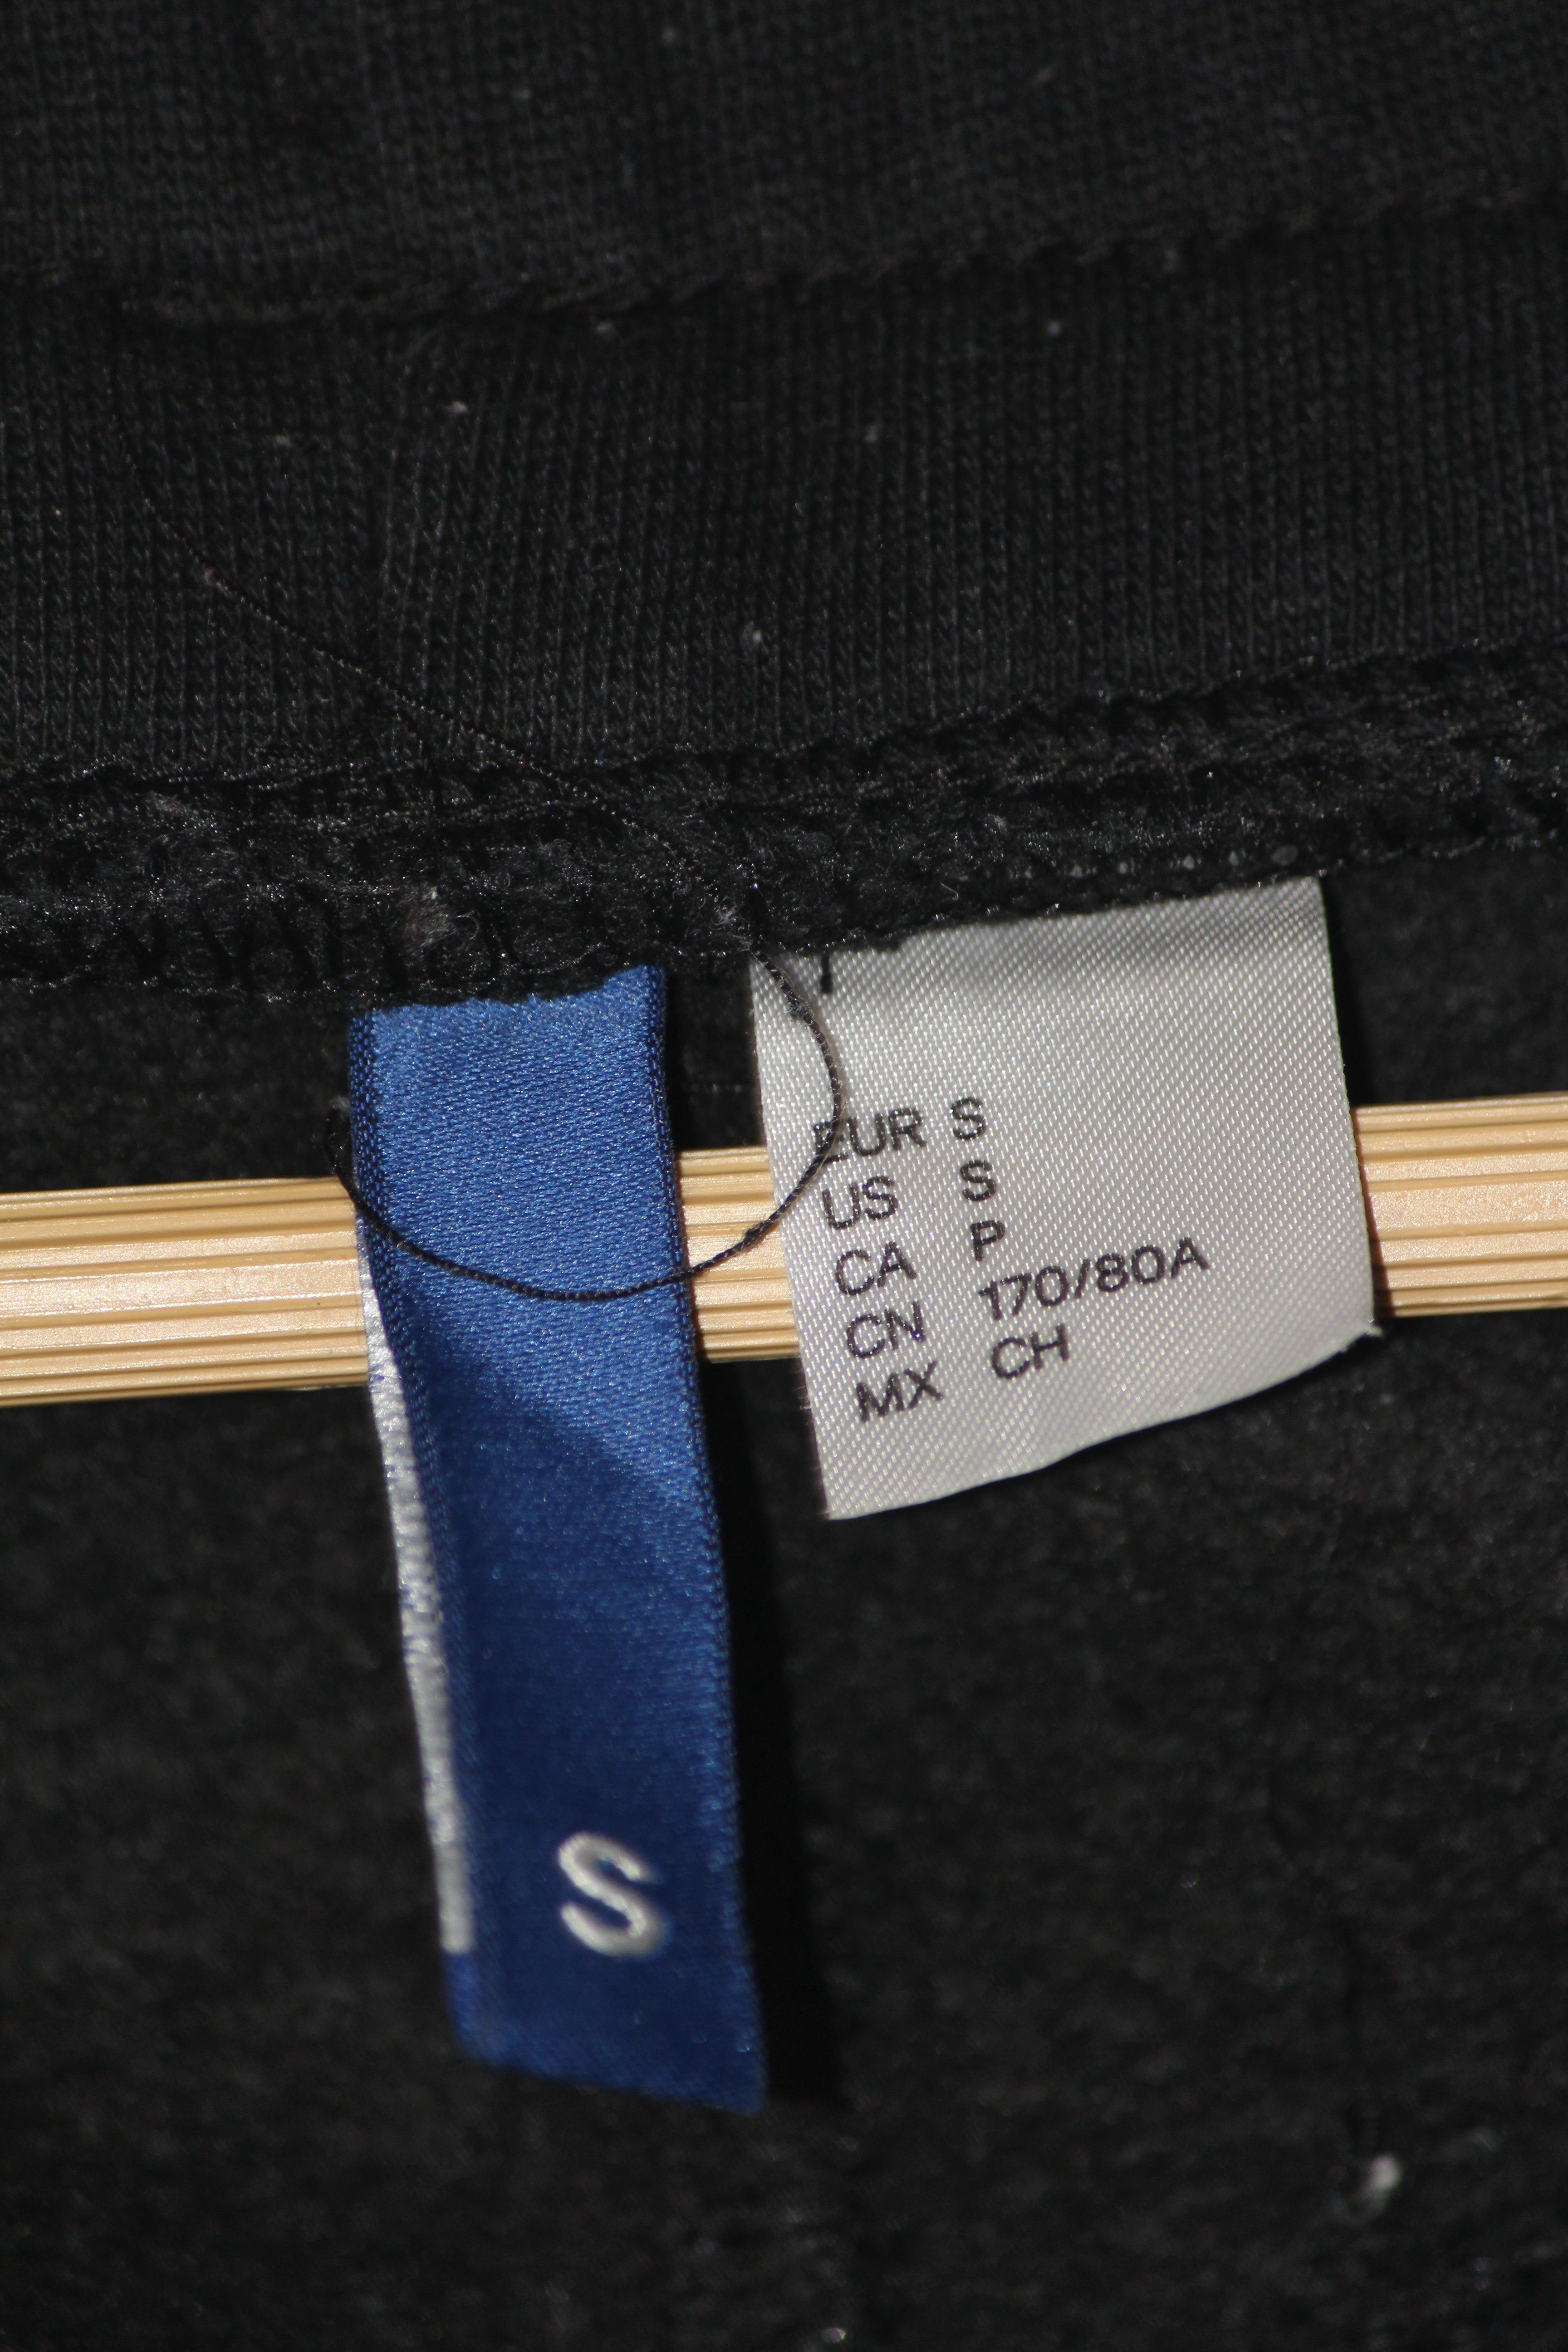 EUR S
US S
CA P
CN 170/80A
MX CH
S